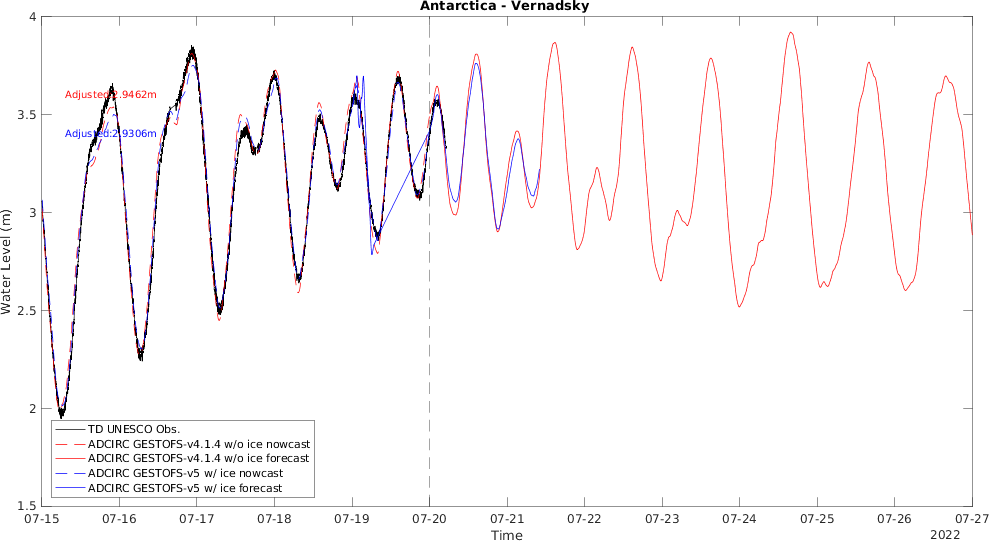 Antarctica - Vernadsky
4
3.5
3
2.5
2
1.5
Water Level (m)
Adjusted:2.9462m
Adjusted:2.9306m
TD UNESCO Obs.
ADCIRC GESTOFS-v4.1.4 w/o ice nowcast
ADCIRC GESTOFS-v4.1.4 w/o ice forecast
ADCIRC GESTOFS-v5 w/ ice nowcast
ADCIRC GESTOFS-v5 w/ ice forecast
07-15 07-16 07-17 07-18 07-19 07-20 07-21 07-22 07-23 07-24 07-25 07-26 07-27
Time
2022